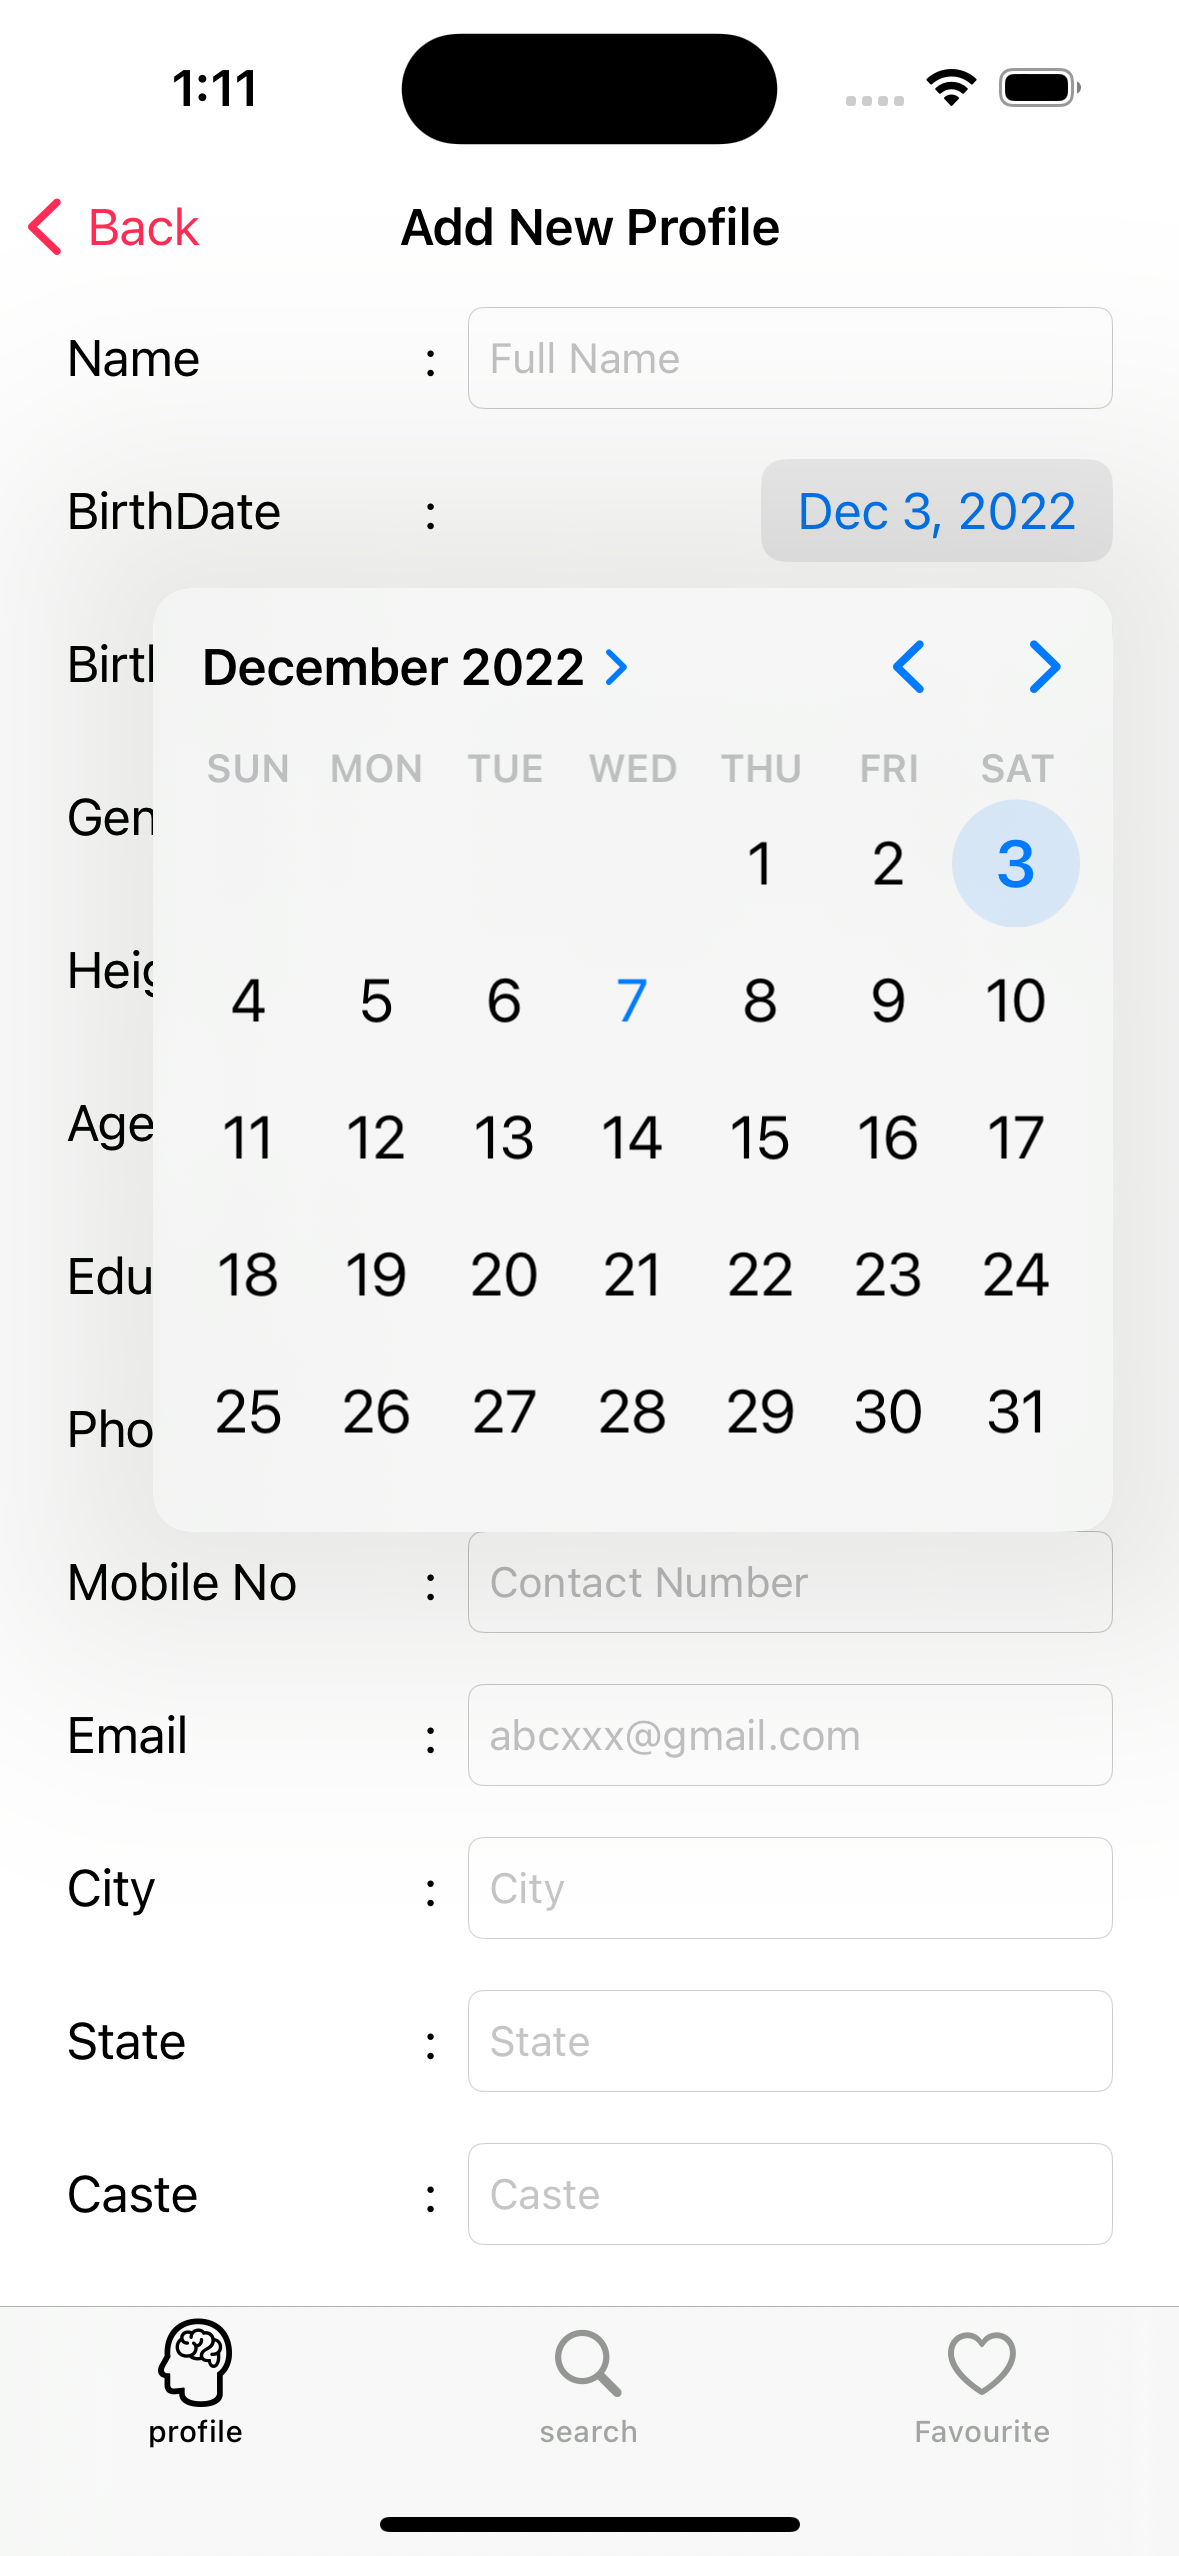 1:11
Back
Add New Profile
Name :
Full Name
BirthDate :
Dec 3, 2022
December 2022
SUN MON TUE WED THU FRI SAT
1 2 3
4 5 6 7 8 9 10
11 12 13 14 15 16 17
18 19 20 21 22 23 24
25 26 27 28 29 30 31
Gen
Age
Edu
Pho
Mobile No :
Contact Number
Email :
abcxxx@gmail.com
City :
City
State :
State
Caste :
Caste
profile
search
Favourite